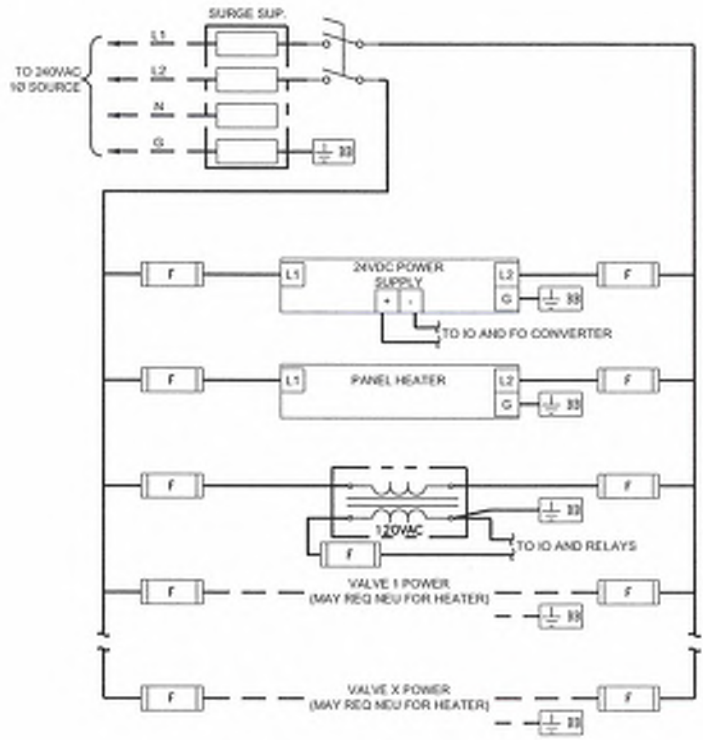 SURGE SUP.
L1
TO 240VAC
1Ø SOURCE
L2
N
G
F
L1
24VDC POWER
SUPPLY
L2
F
+
-
G
TO IO AND FO CONVERTER
F
L1
PANEL HEATER
L2
F
G
F
F
120VAC
F
TO IO AND RELAYS
F
VALVE 1 POWER
(MAY REQ NEU FOR HEATER)
F
F
VALVE X POWER
(MAY REQ NEU FOR HEATER)
F